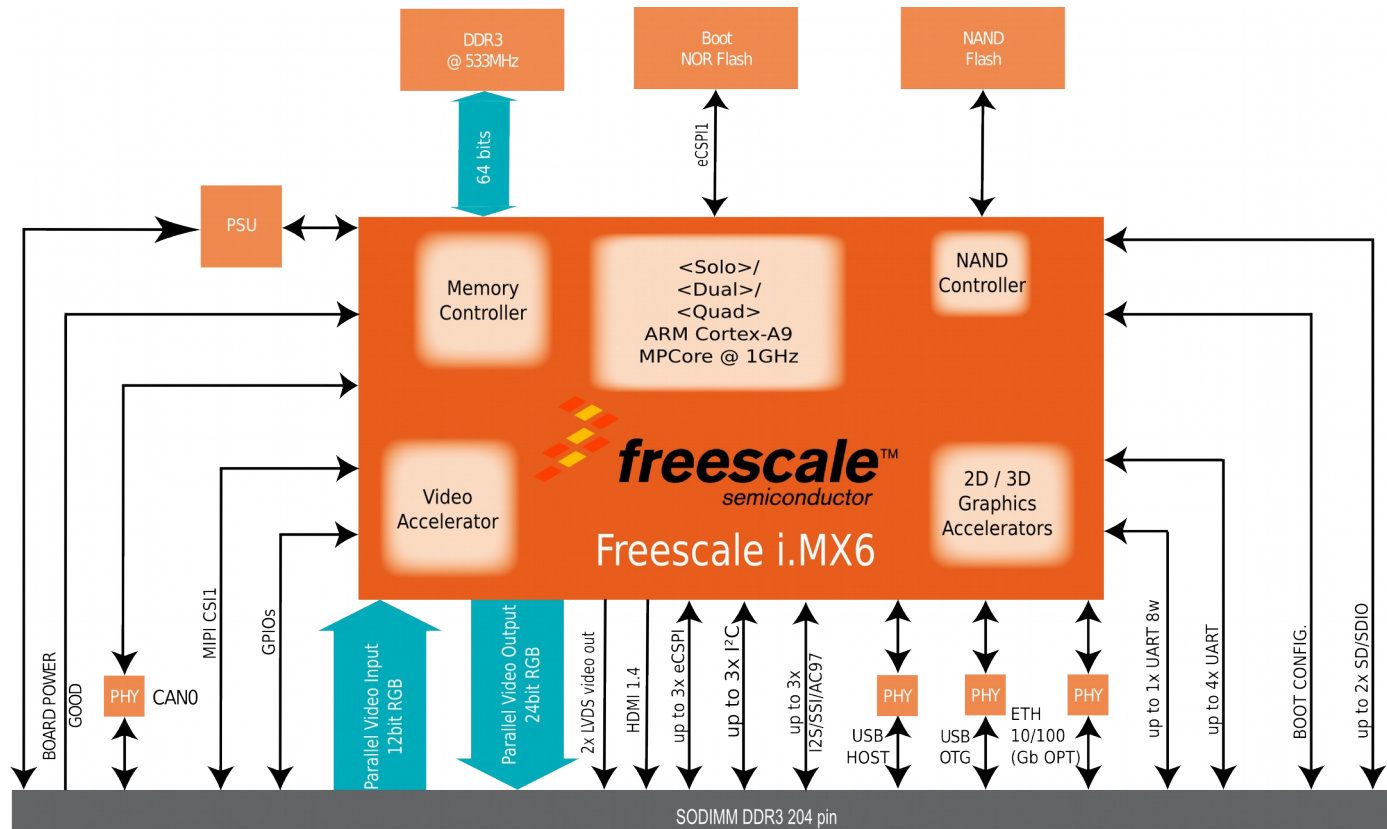 DDR3
@ 533MHz
Boot
NOR Flash
NAND
Flash
64 bits
eCSPI1
PSU
Memory
Controller
<Solo>/
<Dual>/
<Quad>
ARM Cortex-A9
MPCore @ 1GHz
NAND
Controller
freescale™
semiconductor
Video
Accelerator
2D / 3D
Graphics
Accelerators
Freescale i.MX6
BOARD POWER
GOOD
PHY
CAN0
MIPI CSI1
GPIOs
Parallel Video Input
12bit RGB
Parallel Video Output
24bit RGB
2x LVDS video out
HDMI 1.4
up to 3x eCSPI
up to 3x I²C
up to 3x
I2S/SSI/AC97
PHY
USB
HOST
PHY
USB
OTG
PHY
ETH
10/100
(Gb OPT)
up to 1x UART 8w
up to 4x UART
BOOT CONFIG.
up to 2x SD/SDIO
SODIMM DDR3 204 pin